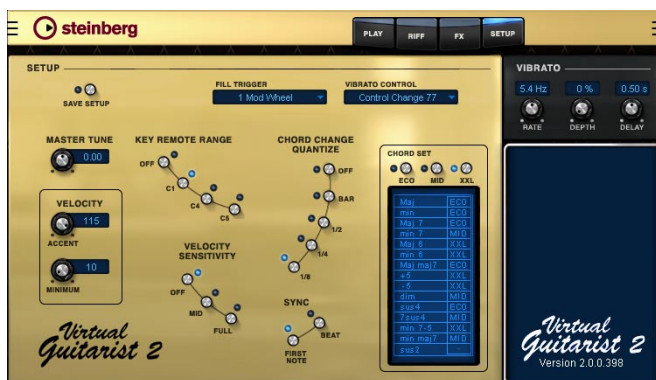 steinberg
PLAY RIFF FX SETUP
SETUP
SAVE SETUP
FILL TRIGGER
1 Mod Wheel
VIBRATO CONTROL
Control Change 77
VIBRATO
5.4 Hz 0 % 0.50 s
RATE DEPTH DELAY
MASTER TUNE
0.00
VELOCITY
115
ACCENT
10
MINIMUM
KEY REMOTE RANGE
OFF
C1
C4
C5
VELOCITY
SENSITIVITY
OFF
MID
FULL
CHORD CHANGE
QUANTIZE
OFF
BAR
1/2
1/4
1/8
SYNC
BEAT
FIRST
NOTE
CHORD SET
ECO MID XXL
Maj ECO
min ECO
Maj 7 ECO
min 7 MID
Maj 6 XXL
min 6 XXL
Maj maj7 ECO
+5 XXL
-5 XXL
dim MID
sus4 ECO
7sus4 MID
min 7-5 XXL
min maj7 MID
sus2 --
Virtual
Guitarist 2
Virtual
Guitarist 2
Version 2.0.0.398